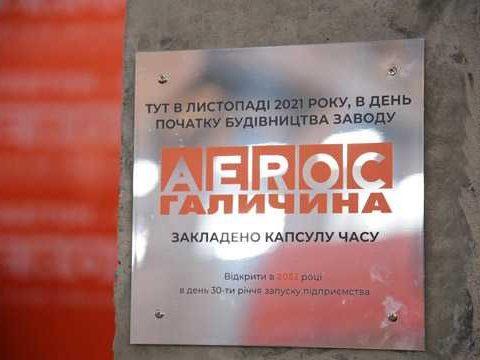 ТУТ В ЛИСТОПАДІ 2021 РОКУ, В ДЕНЬ
ПОЧАТКУ БУДІВНИЦТВА ЗАВОДУ
AEROC
ГАЛИЧИНА
ЗАКЛАДЕНО КАПСУЛУ ЧАСУ
Відкрити в 2053 році
в день 30-ти річчя запуску підприємства